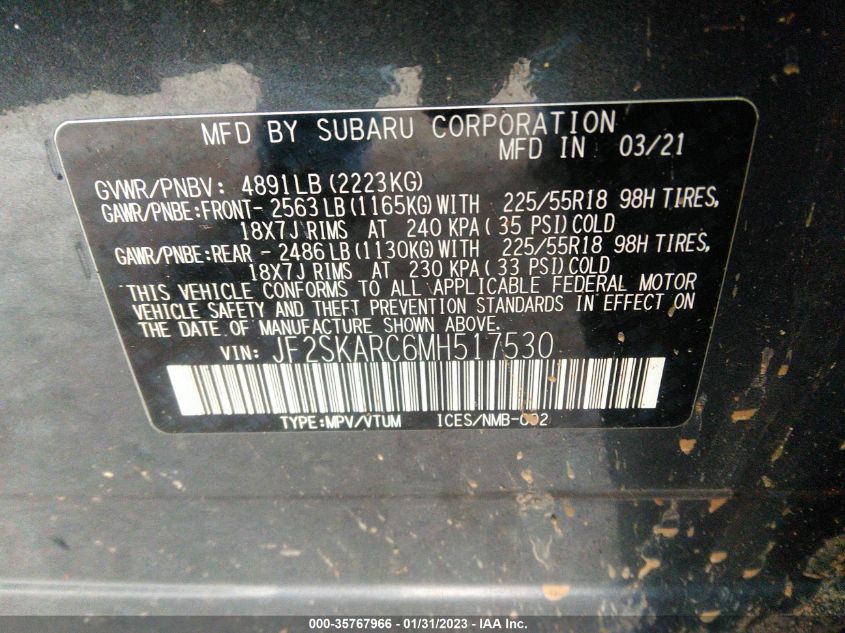 MFD BY SUBARU CORPORATION
MFD IN 03/21
GVWR/PNBV: 4891LB (2223KG)
GAWR/PNBE:FRONT- 2563 LB (1165KG) WITH 225/55R18 98H TIRES,
18X7J RIMS AT 240 KPA ( 35 PSI) COLD
GAWR/PNBE:REAR - 2486 LB (1130KG) WITH 225/55R18 98H TIRES,
18X7J RIMS AT 230 KPA ( 33 PSI) COLD
THIS VEHICLE CONFORMS TO ALL APPLICABLE FEDERAL MOTOR
VEHICLE SAFETY AND THEFT PREVENTION STANDARDS IN EFFECT ON
THE DATE OF MANUFACTURE SHOWN ABOVE.
VIN: JF2SKARC6MH517530
TYPE:MPV/VTUM ICES/NMB-002
000-35767966 - 01/31/2023 - IAA Inc.